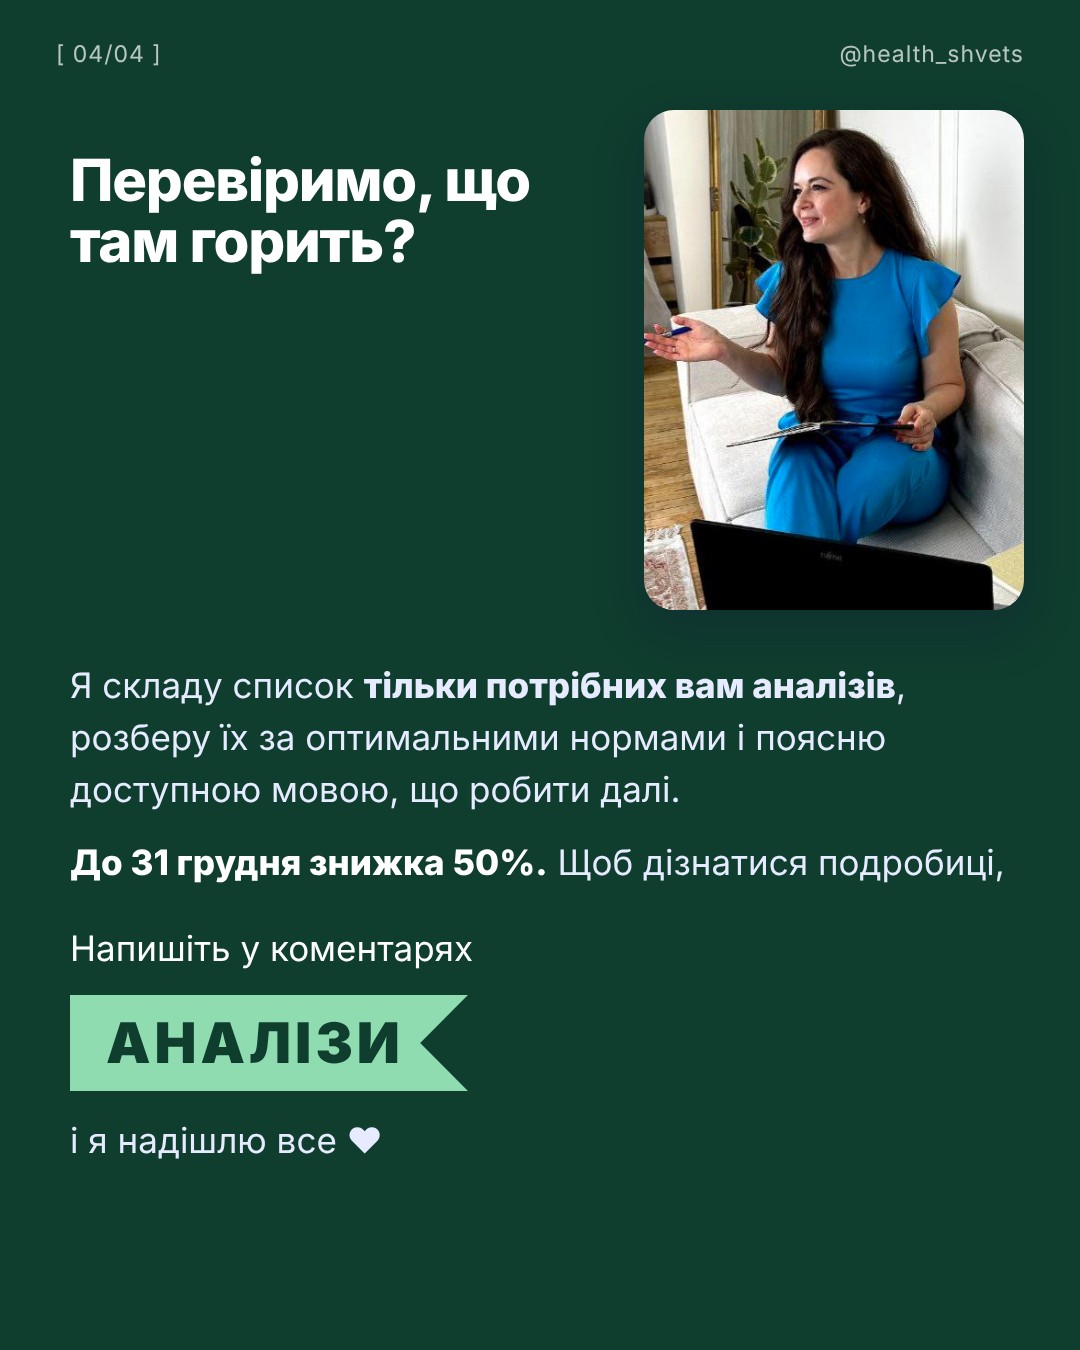 [ 04/04 ]
@health_shvets
Перевіримо, що
там горить?
Я складу список тільки потрібних вам аналізів,
розберу їх за оптимальними нормами і поясню
доступною мовою, що робити далі.
До 31 грудня знижка 50%. Щоб дізнатися подробиці,
Напишіть у коментарях
АНАЛІЗИ
і я надішлю все ♥